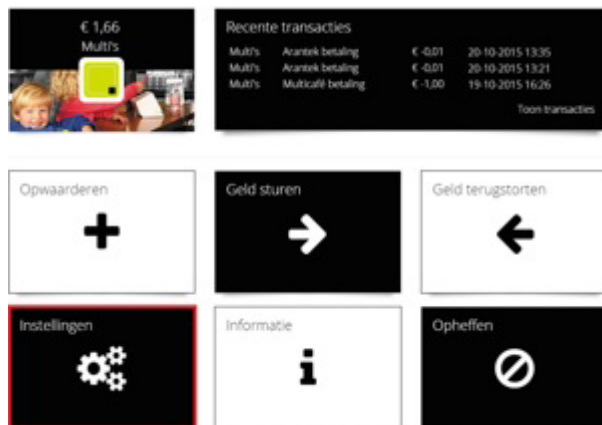 € 1,66
Multi's
Recente transacties
Multi's Arantek betaling € -0,01 20-10-2015 13:35
Multi's Arantek betaling € -0,01 20-10-2015 13:21
Multi's Multicafé betaling € -1,00 19-10-2015 16:26
Toon transacties
Opwaarderen
Geld sturen
Geld terugstorten
Instellingen
Informatie
Opheffen